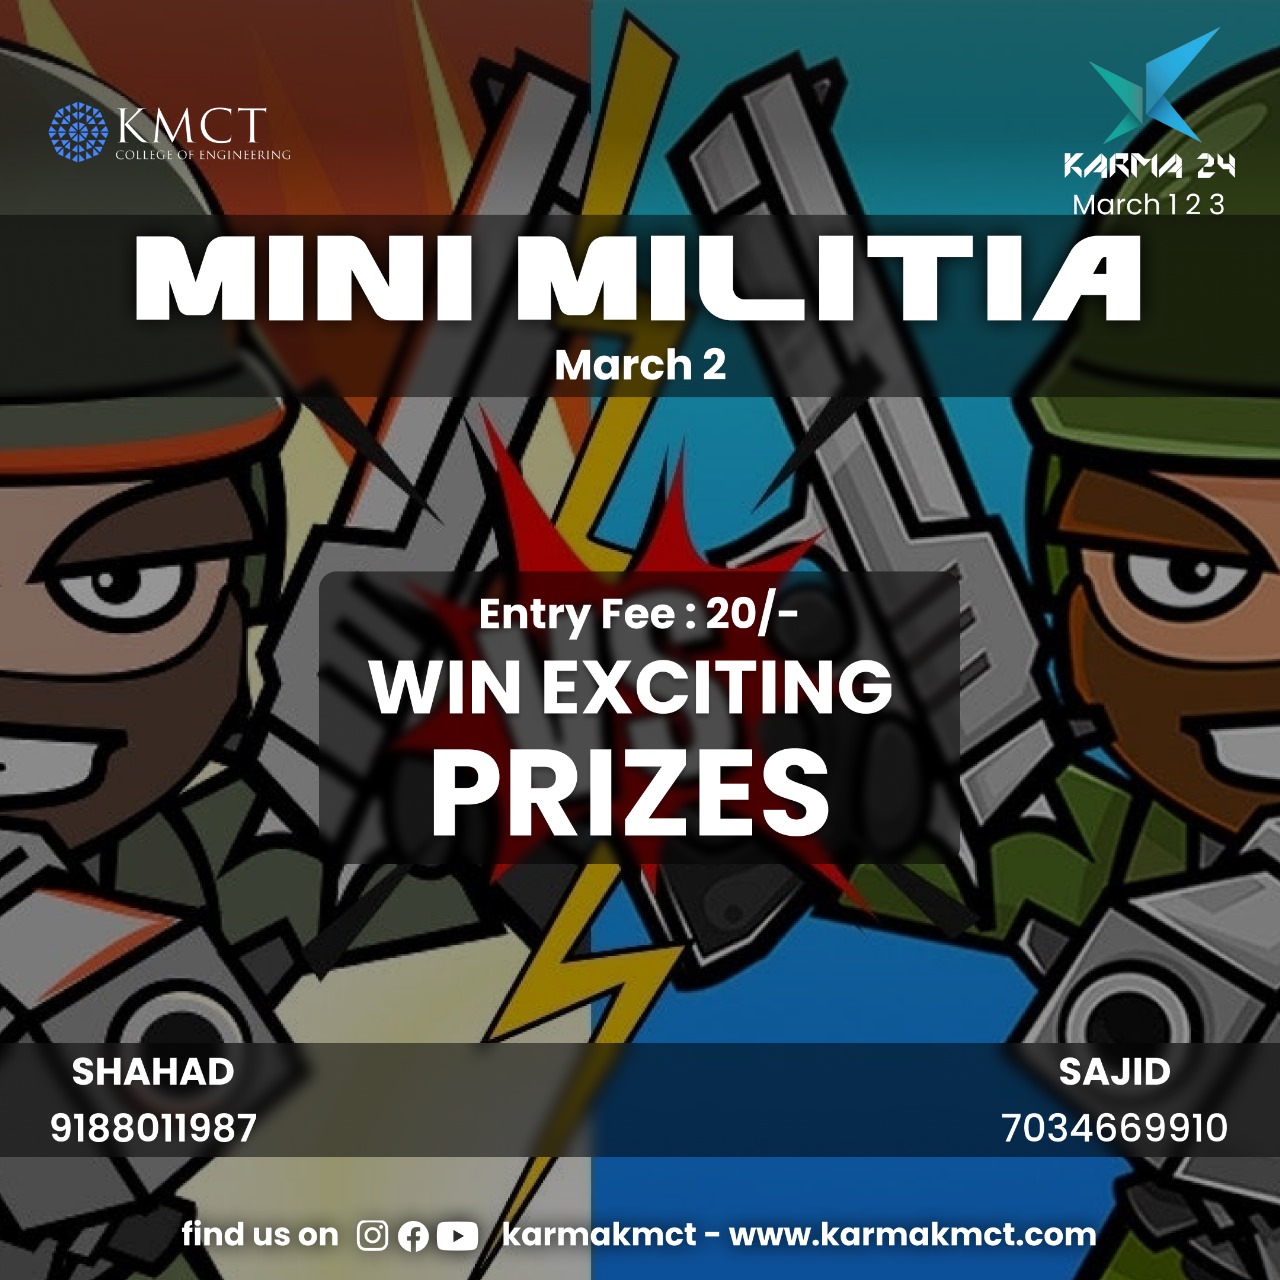 KMCT
COLLEGE OF ENGINEERING
KARMA 24
March 1 2 3
MINI MILITIA
March 2
VS
Entry Fee : 20/-
WIN EXCITING
PRIZES
SHAHAD
9188011987
SAJID
7034669910
find us on karmakmct - www.karmakmct.com